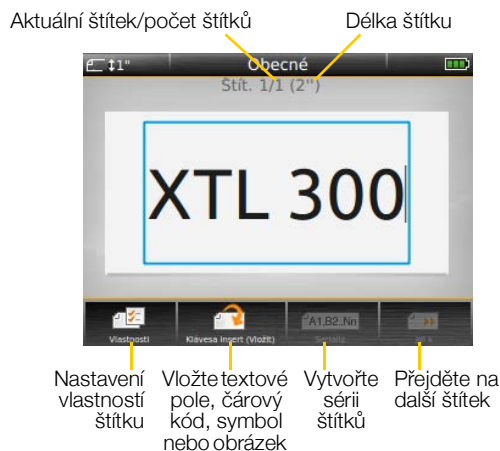 Aktuální štítek/počet štítků Délka štítku
1" Obecné
Štít. 1/1 (2")
XTL 300
A1,B2..Nn
Vlastnosti Klávesa Insert (Vložit)
Nastavení vlastností štítku
Vložte textové pole, čárový kód, symbol nebo obrázek
Vytvořte sérii štítků
Přejděte na další štítek